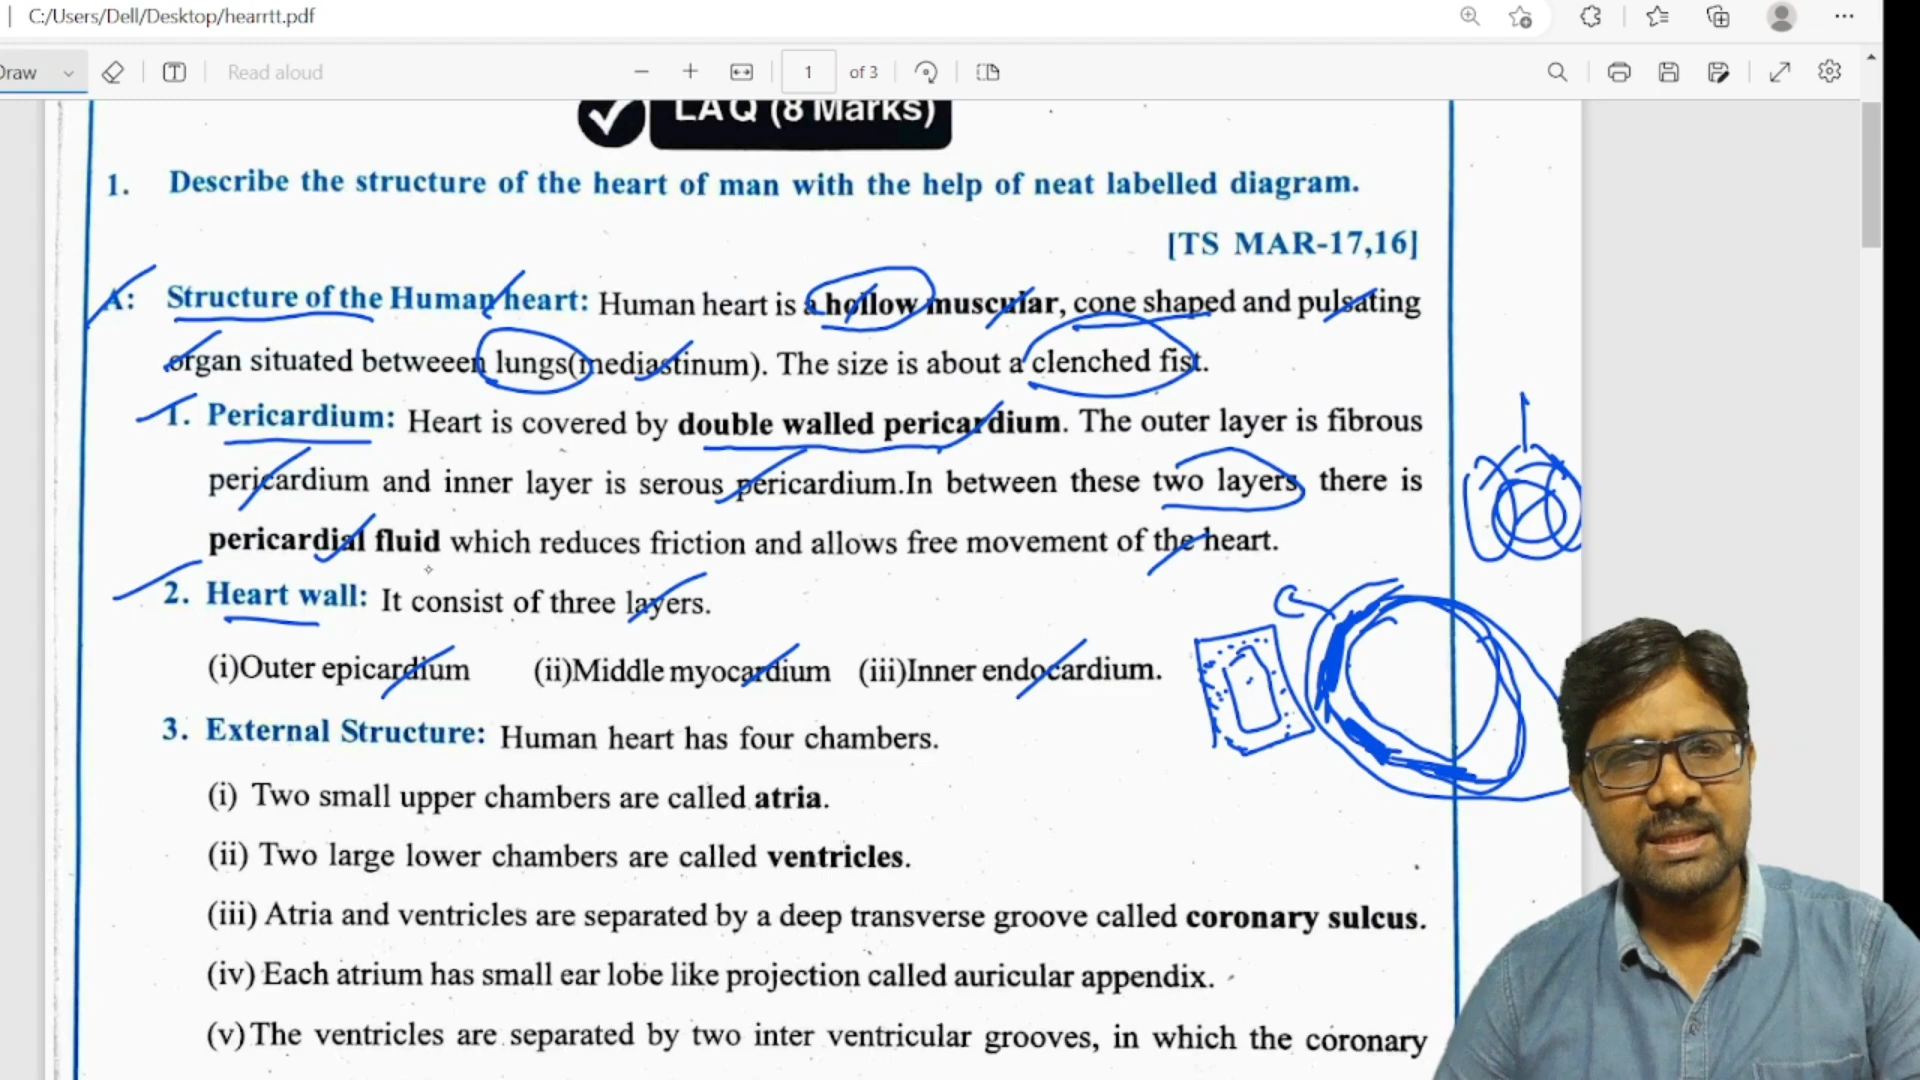 C:/Users/Dell/Desktop/hearrtt.pdf
Draw
Read aloud
1 of 3
LAQ (8 Marks)
1. Describe the structure of the heart of man with the help of neat labelled diagram.
[TS MAR-17,16]
A: Structure of the Human heart: Human heart is a hollow muscular, cone shaped and pulsating
organ situated betweeen lungs(mediastinum). The size is about a clenched fist.
1. Pericardium: Heart is covered by double walled pericardium. The outer layer is fibrous
pericardium and inner layer is serous pericardium.In between these two layers, there is
pericardial fluid which reduces friction and allows free movement of the heart.
2. Heart wall: It consist of three layers.
(i)Outer epicardium (ii)Middle myocardium (iii)Inner endocardium.
3. External Structure: Human heart has four chambers.
(i) Two small upper chambers are called atria.
(ii) Two large lower chambers are called ventricles.
(iii) Atria and ventricles are separated by a deep transverse groove called coronary sulcus.
(iv) Each atrium has small ear lobe like projection called auricular appendix.
(v) The ventricles are separated by two inter ventricular grooves, in which the coronary